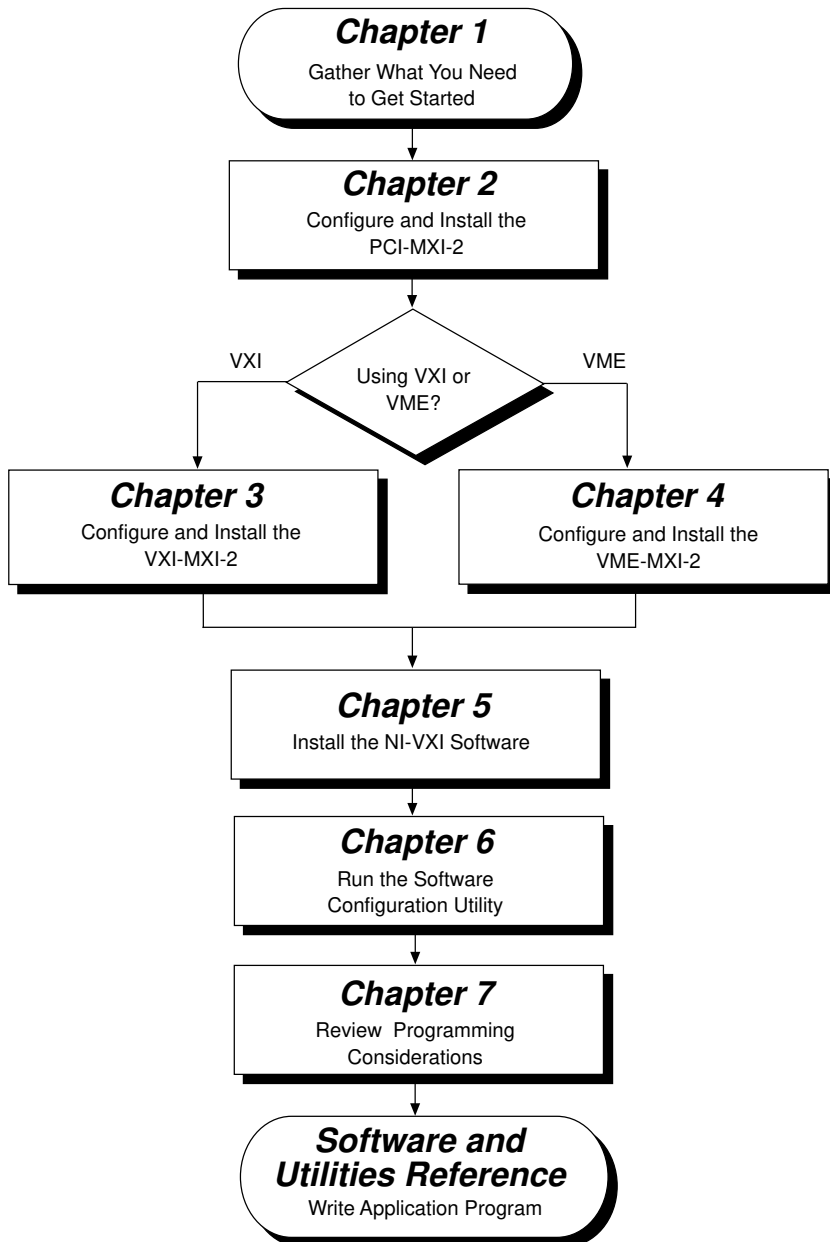 Chapter 1
Gather What You Need
to Get Started
Chapter 2
Configure and Install the
PCI-MXI-2
Using VXI or
VME?
VXI
VME
Chapter 3
Configure and Install the
VXI-MXI-2
Chapter 4
Configure and Install the
VME-MXI-2
Chapter 5
Install the NI-VXI Software
Chapter 6
Run the Software
Configuration Utility
Chapter 7
Review Programming
Considerations
Software and
Utilities Reference
Write Application Program